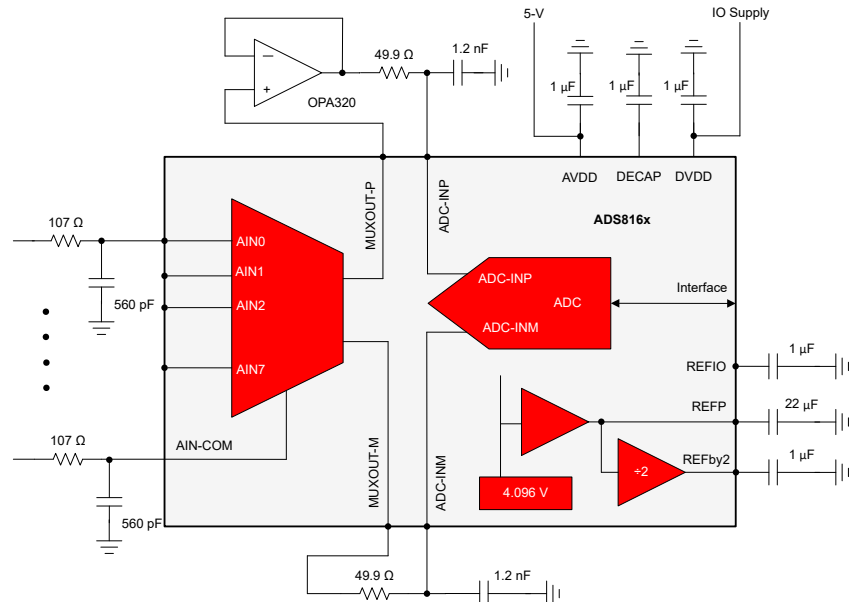 5-V
IO Supply
49.9 Ω
1.2 nF
−
+
OPA320
1 µF
1 µF
1 µF
AVDD
DECAP
DVDD
MUXOUT-P
ADC-INP
ADS816x
107 Ω
560 pF
AIN0
AIN1
AIN2
AIN7
ADC-INP
ADC
ADC-INM
Interface
REFIO
1 µF
REFP
22 µF
REFby2
1 µF
÷2
4.096 V
107 Ω
AIN-COM
560 pF
MUXOUT-M
ADC-INM
49.9 Ω
1.2 nF